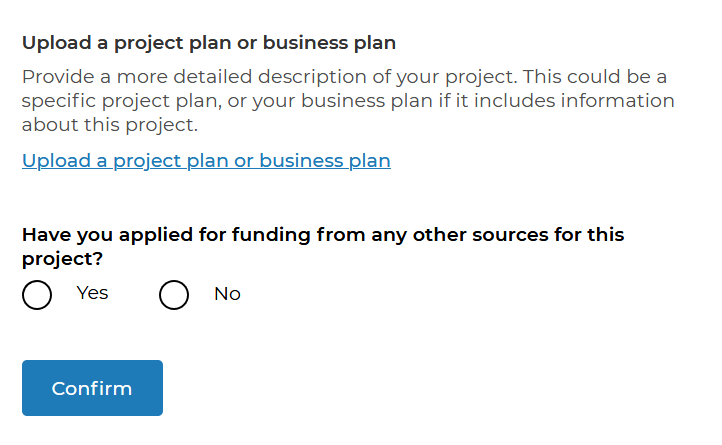 Upload a project plan or business plan
Provide a more detailed description of your project. This could be a
specific project plan, or your business plan if it includes information
about this project.
Upload a project plan or business plan
Have you applied for funding from any other sources for this
project?
Yes No
Confirm